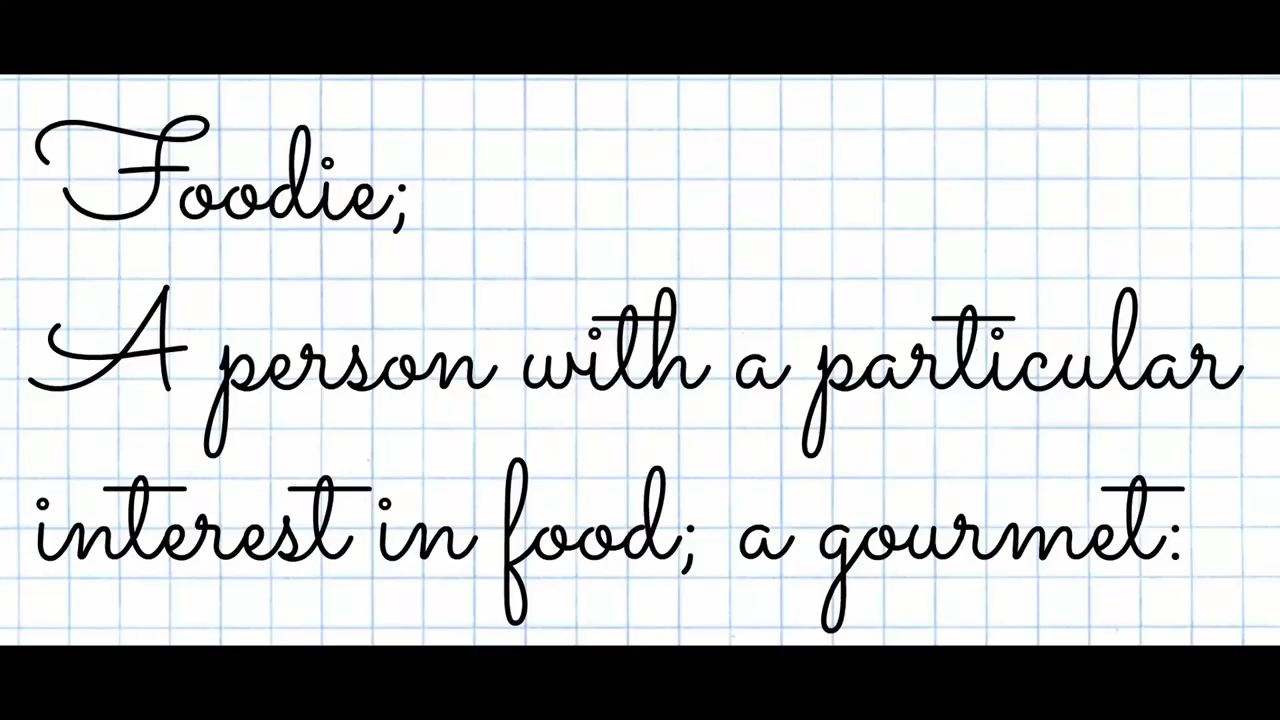 Foodie;
A person with a particular
interest in food; a gourmet: